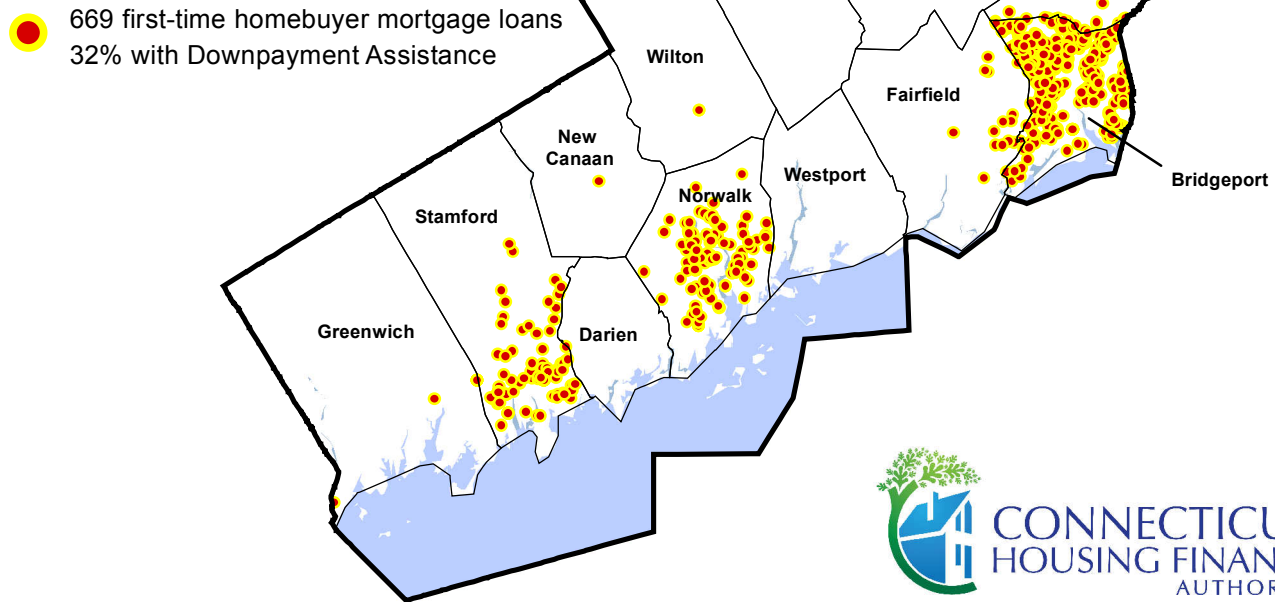 669 first-time homebuyer mortgage loans
32% with Downpayment Assistance
Wilton
Fairfield
New
Canaan
Westport
Bridgeport
Norwalk
Stamford
Greenwich
Darien
CONNECTICU
HOUSING FINAN
AUTHOR